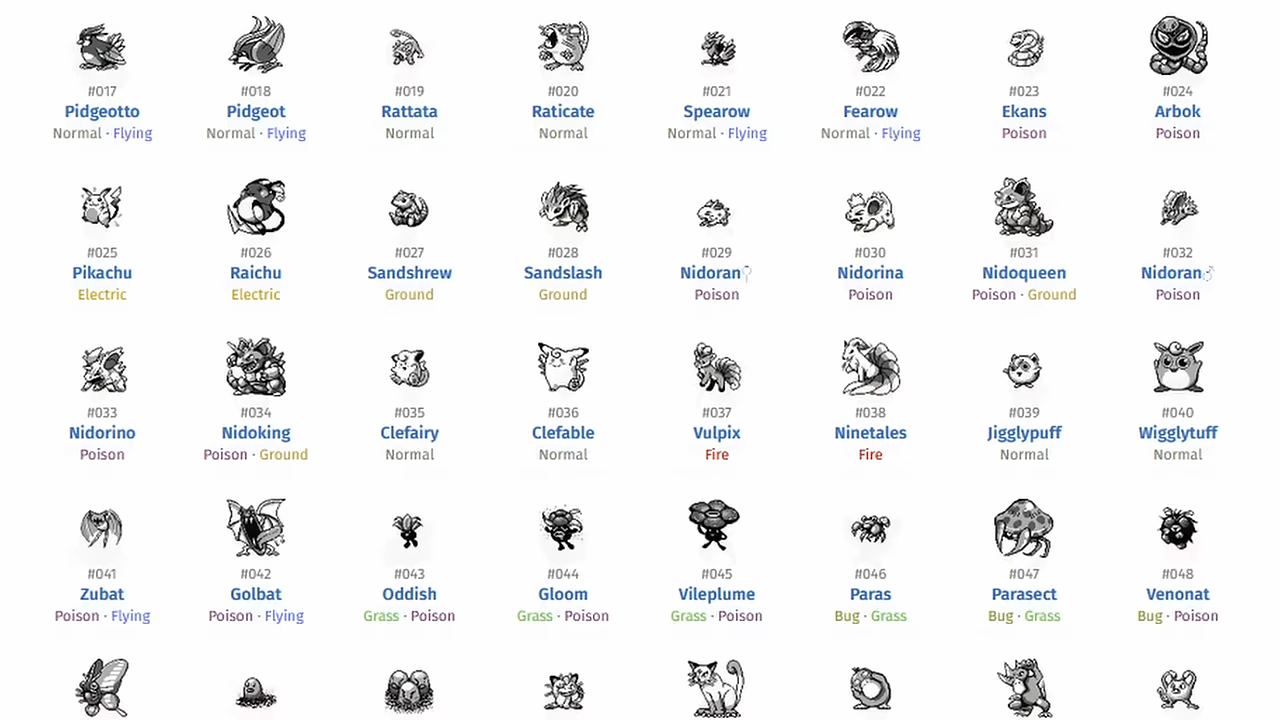 #017 #018 #019 #020 #021 #022 #023 #024
Pidgeotto Pidgeot Rattata Raticate Spearow Fearow Ekans Arbok
Normal · Flying Normal · Flying Normal Normal Normal · Flying Normal · Flying Poison Poison
#025 #026 #027 #028 #029 #030 #031 #032
Pikachu Raichu Sandshrew Sandslash Nidoran♀ Nidorina Nidoqueen Nidoran♂
Electric Electric Ground Ground Poison Poison Poison · Ground Poison
#033 #034 #035 #036 #037 #038 #039 #040
Nidorino Nidoking Clefairy Clefable Vulpix Ninetales Jigglypuff Wigglytuff
Poison Poison · Ground Normal Normal Fire Fire Normal Normal
#041 #042 #043 #044 #045 #046 #047 #048
Zubat Golbat Oddish Gloom Vileplume Paras Parasect Venonat
Poison · Flying Poison · Flying Grass · Poison Grass · Poison Grass · Poison Bug · Grass Bug · Grass Bug · Poison